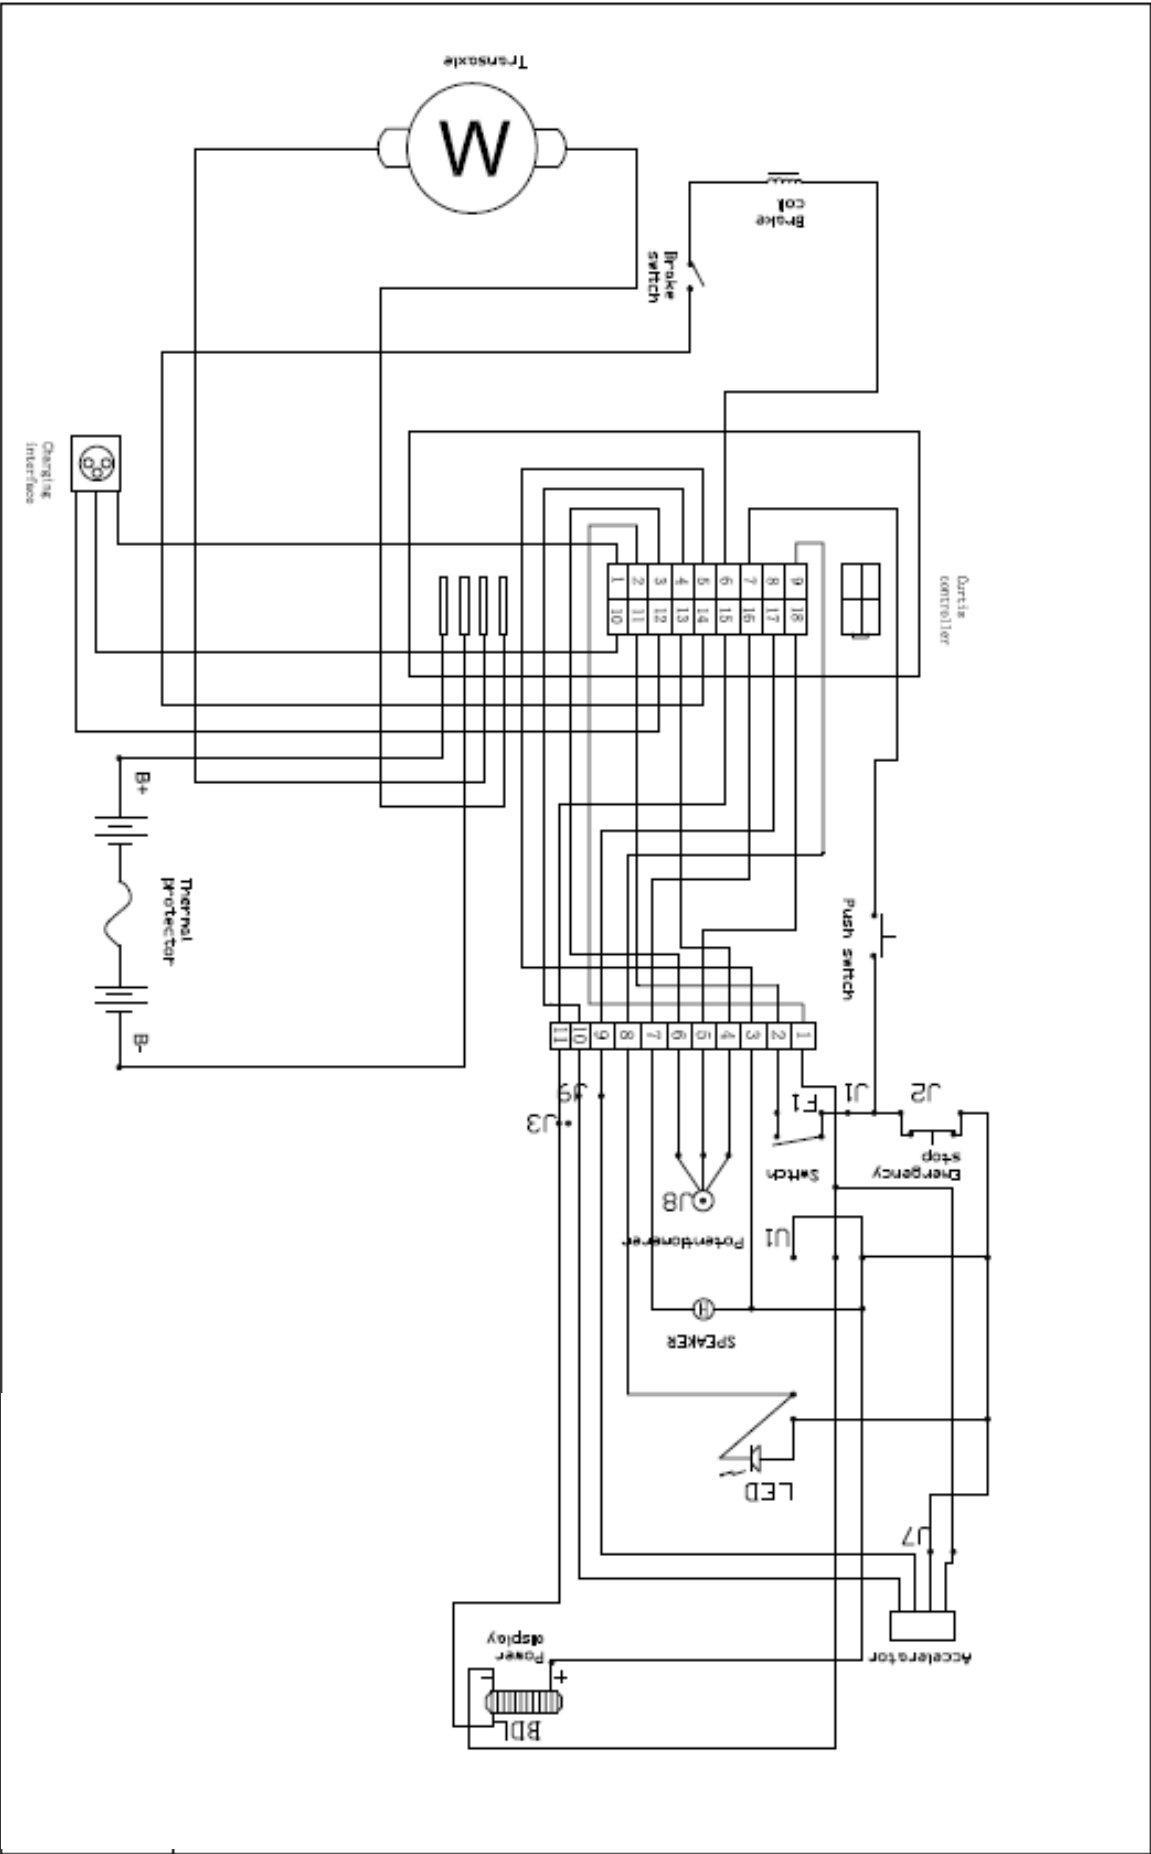 Transaxle
M
Brake
coil
Brake
switch
Charging
interface
Curtis
controller
1 2 3 4 5 6 7 8 9
10 11 12 13 14 15 16 17 18
B+
Thermal
protector
B-
Push switch
11 10 9 8 7 6 5 4 3 2 1
J9
J3
F1
J1
J2
Emergency
stop
Switch
J8
Potentiomerer
U1
SPEAKER
LED
J7
Accelerator
Power
display
- +
BDI